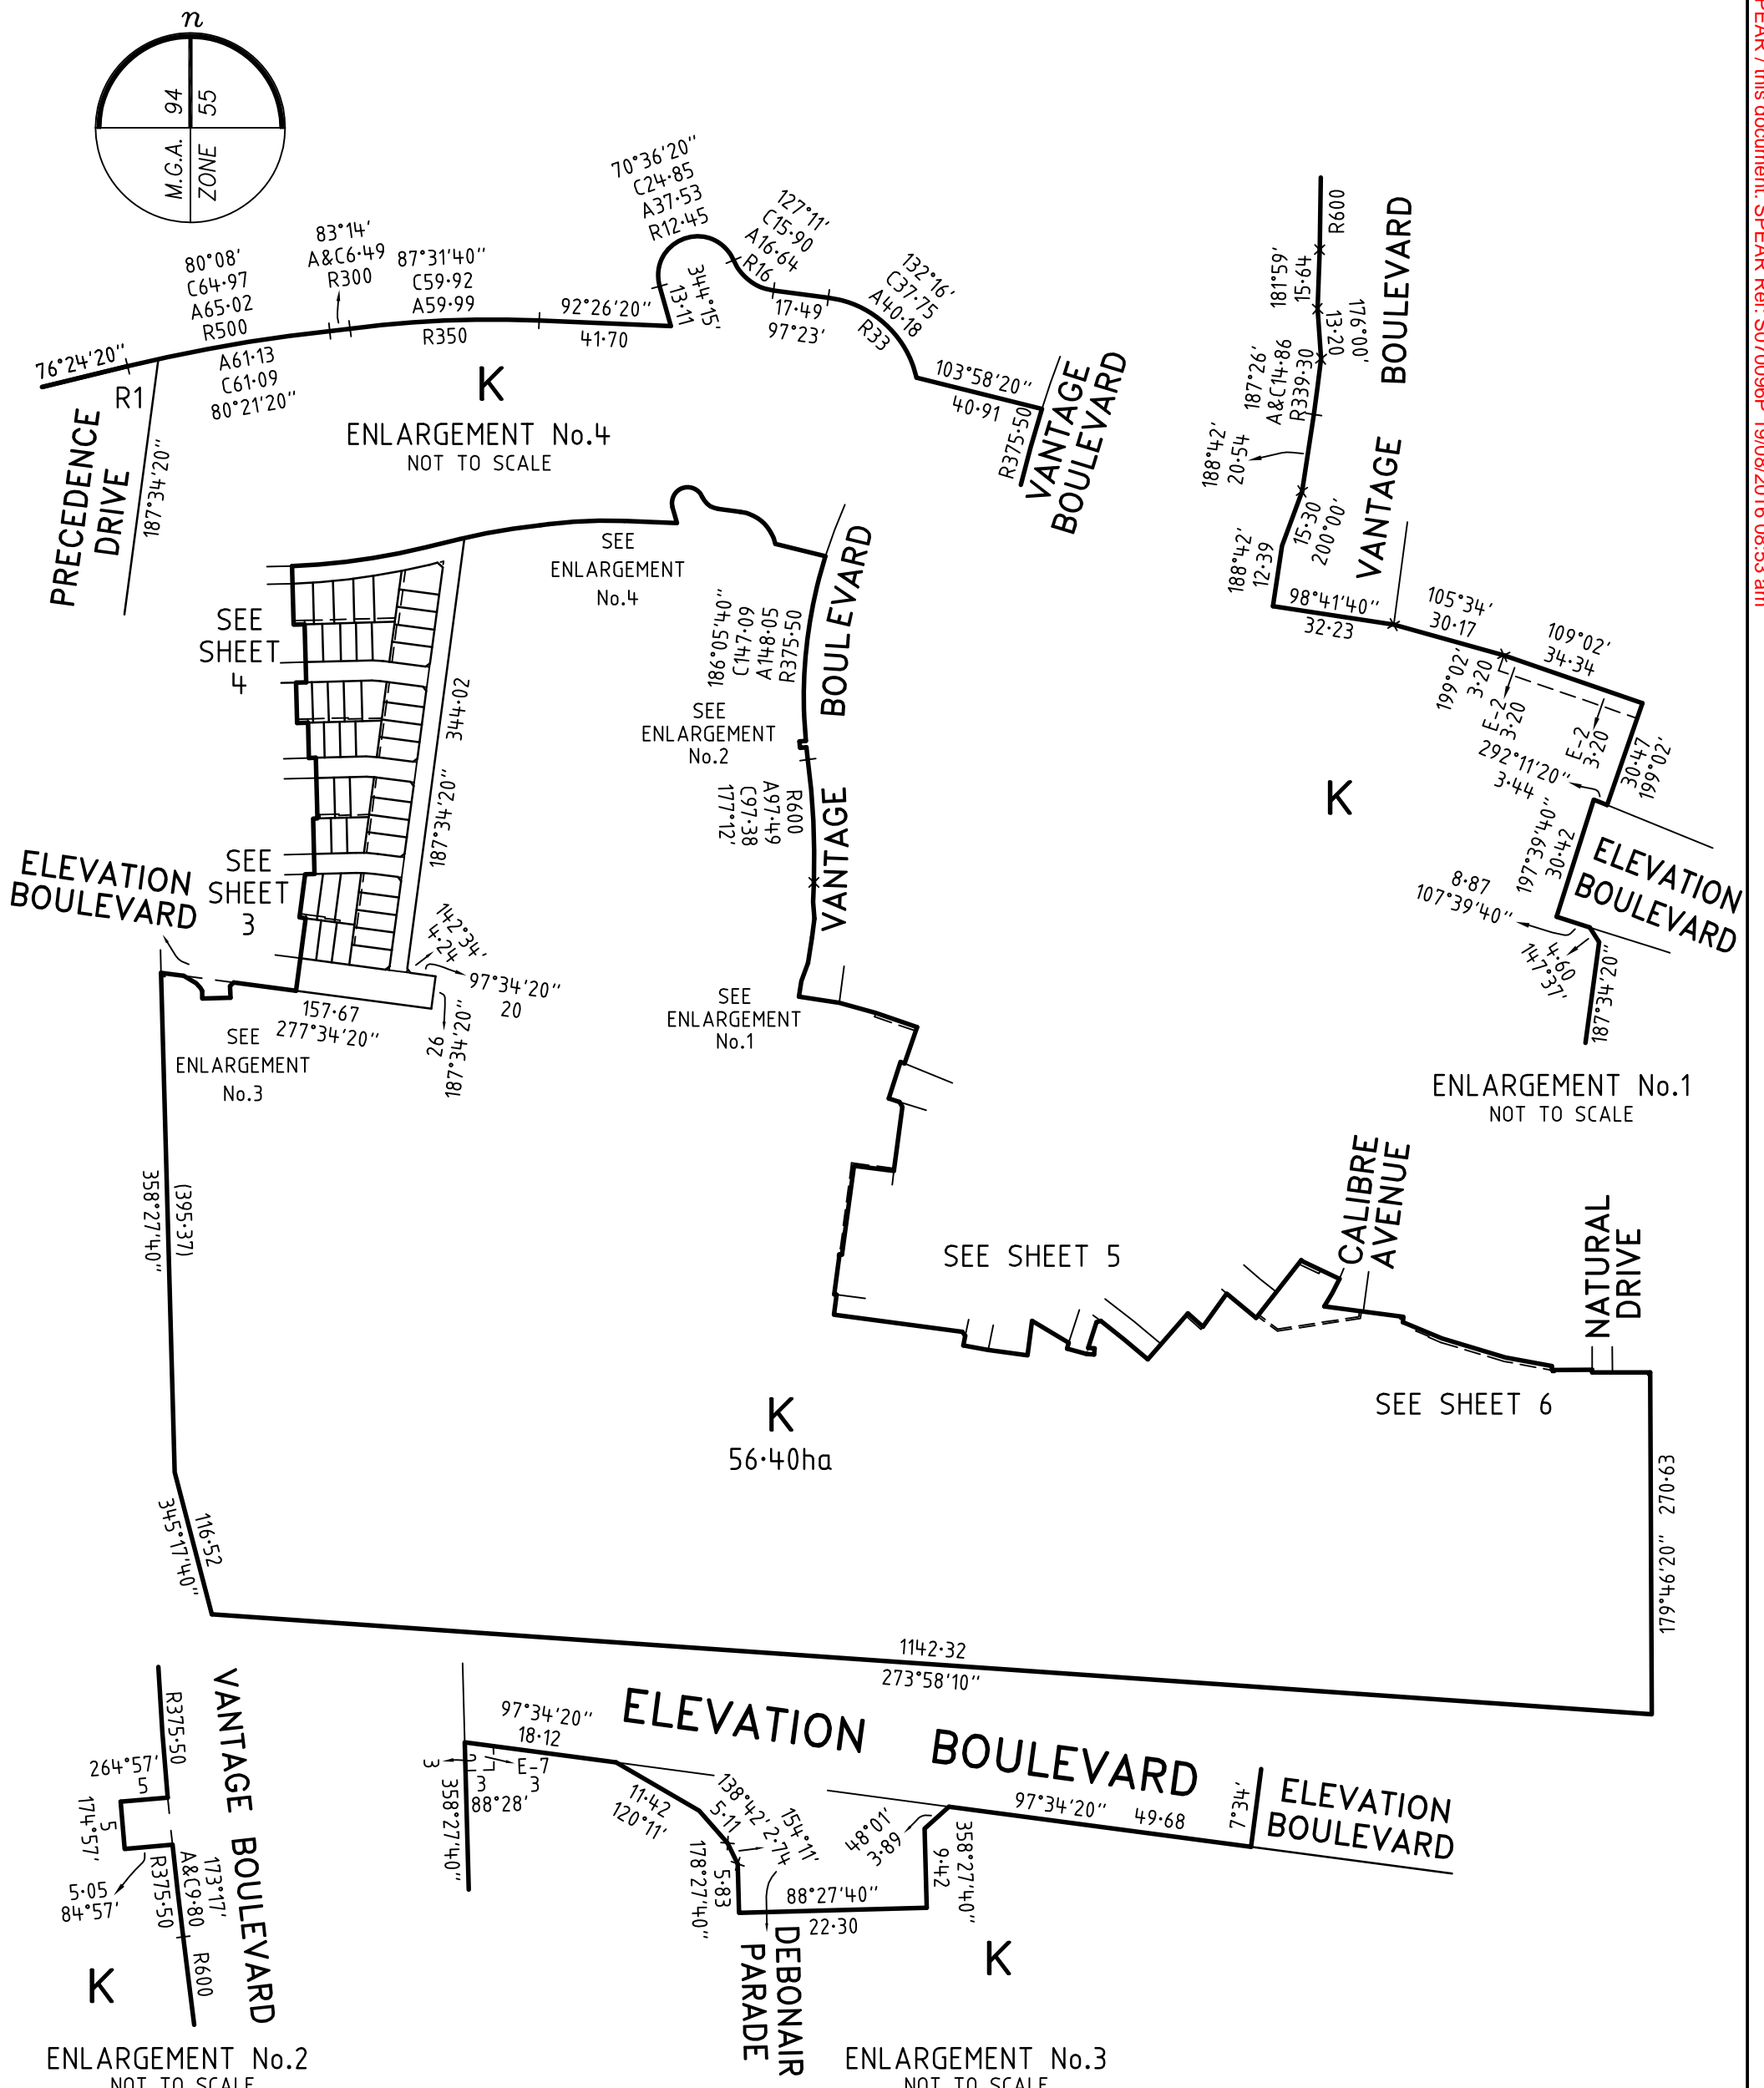 n
94
55
M.G.A.
ZONE
PEAR / this document. SPEAR Ref: S070096P 19/08/2016 08:53 am
76°24'20"
R1
80°08'
C64·97
A65·02
R500
A61·13
C61·09
80°21'20"
83°14'
A&C6·49
R300
87°31'40"
C59·92
A59·99
R350
92°26'20"
41·70
70°36'20"
C24·85
A37·53
R12·45
344°15'
13·11
127°11'
C15·90
A16·64
R16
17·49
97°23'
132°16'
C37·75
A40·18
R33
103°58'20"
40·91
R375·50
VANTAGE
BOULEVARD
K
ENLARGEMENT No.4
NOT TO SCALE
PRECEDENCE
DRIVE
187°34'20"
R600
181°59'
15·64
176°00'
13·20
187°26'
A&C14·86
R339·30
188°42'
20·54
15·30
200°00'
188°42'
12·39
VANTAGE BOULEVARD
98°41'40"
32·23
105°34'
30·17
109°02'
34·34
199°02'
3·20
E-2
3·20
E-2
3·20
30·47
199°02'
292°11'20"
3·44
197°39'40"
30·42
8·87
107°39'40"
4·60
147°37'
187°34'20"
ELEVATION
BOULEVARD
K
ENLARGEMENT No.1
NOT TO SCALE
SEE
SHEET
4
SEE
SHEET
3
SEE
ENLARGEMENT
No.4
344·02
187°34'20"
186°05'40"
C147·09
A148·05
R375·50
SEE
ENLARGEMENT
No.2
R600
A97·49
C97·38
177°12'
VANTAGE BOULEVARD
ELEVATION
BOULEVARD
142°34'
4·24
97°34'20"
20
157·67
277°34'20"
26
187°34'20"
SEE
ENLARGEMENT
No.3
SEE
ENLARGEMENT
No.1
358°27'40"
(395·37)
SEE SHEET 5
CALIBRE
AVENUE
NATURAL
DRIVE
SEE SHEET 6
K
56·40ha
345°17'40"
116·52
179°46'20" 270·63
1142·32
273°58'10"
R375·50
264°57'
5
174°57'
5
5·05
84°57'
R375·50
A&C9·80
173°17'
R600
VANTAGE BOULEVARD
K
ENLARGEMENT No.2
NOT TO SCALE
97°34'20"
18·12
3
E-7
3
3
88°28'
358°27'40"
11·42
120°11'
138°42'
5·11
154°11'
2·74
178°27'40"
5·83
88°27'40"
22·30
48°01'
3·89
9·42
358°27'40"
97°34'20" 49·68
7°34'
ELEVATION BOULEVARD
ELEVATION
BOULEVARD
DEBONAIR
PARADE
K
ENLARGEMENT No.3
NOT TO SCALE